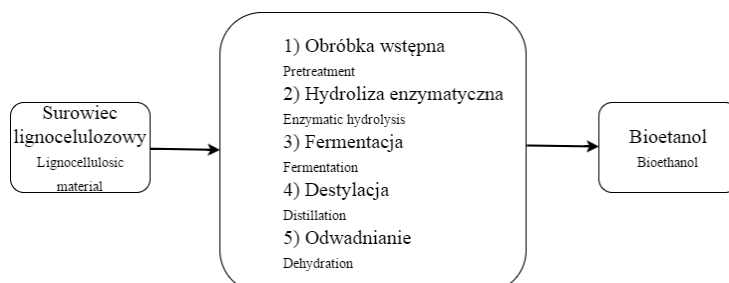 Surowiec
lignocelulozowy
Lignocellulosic
material
1) Obróbka wstępna
Pretreatment
2) Hydroliza enzymatyczna
Enzymatic hydrolysis
3) Fermentacja
Fermentation
4) Destylacja
Distillation
5) Odwadnianie
Dehydration
Bioetanol
Bioethanol